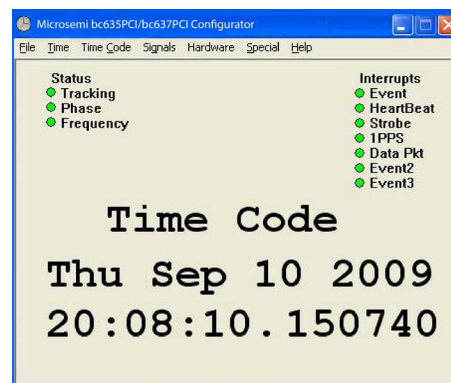 Microsemi bc635PCI/bc637PCI Configurator
File Time Time Code Signals Hardware Special Help
Status
Tracking
Phase
Frequency
Interrupts
Event
HeartBeat
Strobe
1PPS
Data Pkt
Event2
Event3
Time Code
Thu Sep 10 2009
20:08:10.150740